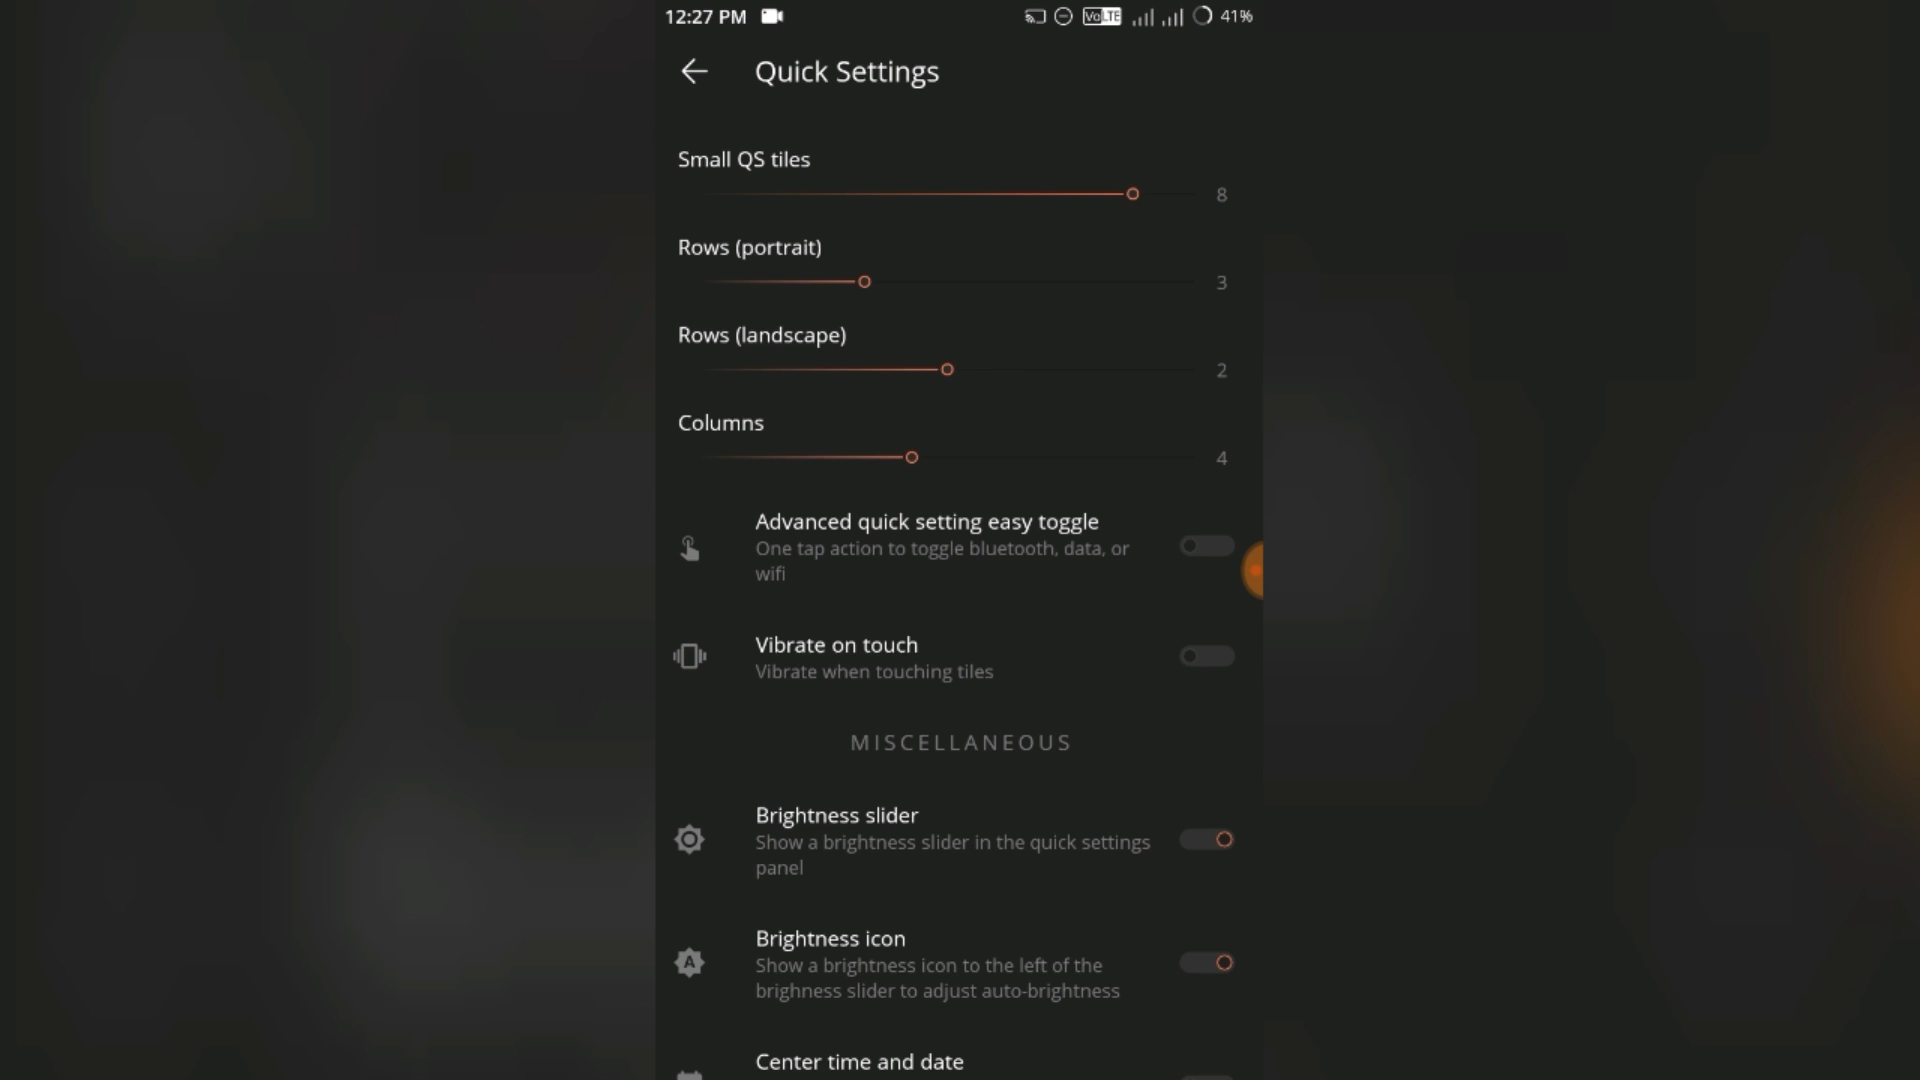 12:27 PM VoLTE 41%
Quick Settings
Small QS tiles
8
Rows (portrait)
3
Rows (landscape)
2
Columns
4
Advanced quick setting easy toggle
One tap action to toggle bluetooth, data, or
wifi
Vibrate on touch
Vibrate when touching tiles
MISCELLANEOUS
Brightness slider
Show a brightness slider in the quick settings
panel
Brightness icon
A
Show a brightness icon to the left of the
brighness slider to adjust auto-brightness
Center time and date